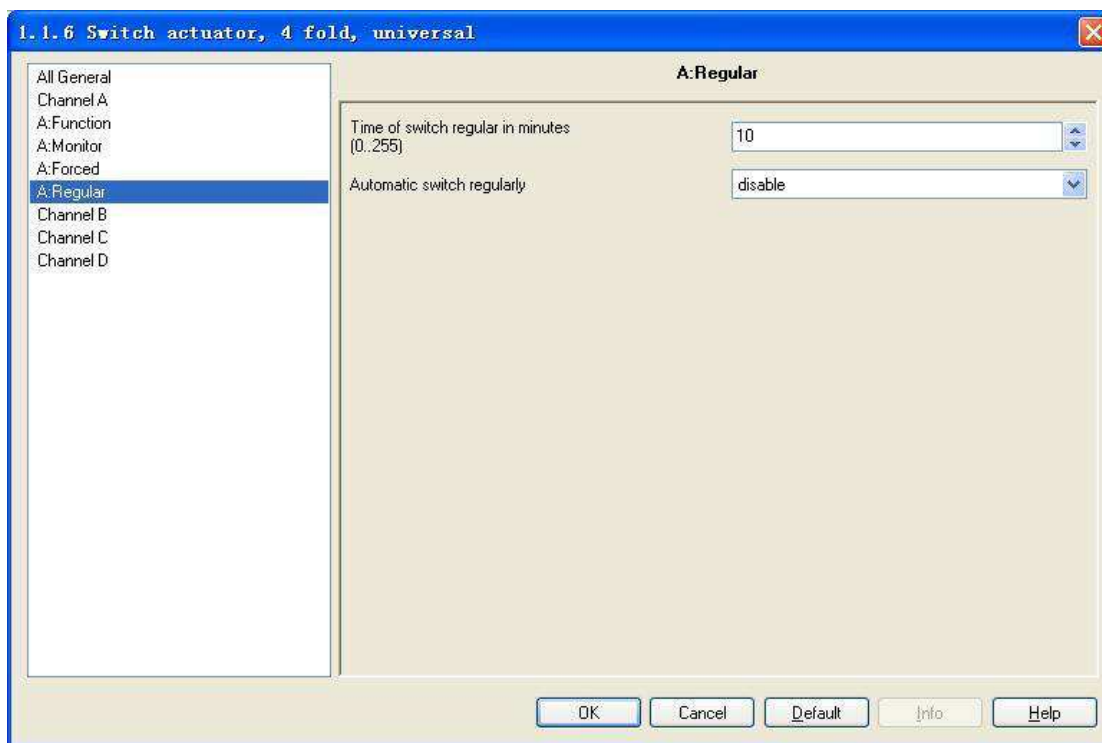 1.1.6 Switch actuator, 4 fold, universal
All General
Channel A
A:Function
A:Monitor
A:Forced
A:Regular
Channel B
Channel C
Channel D
A:Regular
Time of switch regular in minutes
(0..255)
10
Automatic switch regularly
disable
OK
Cancel
Default
Info
Help